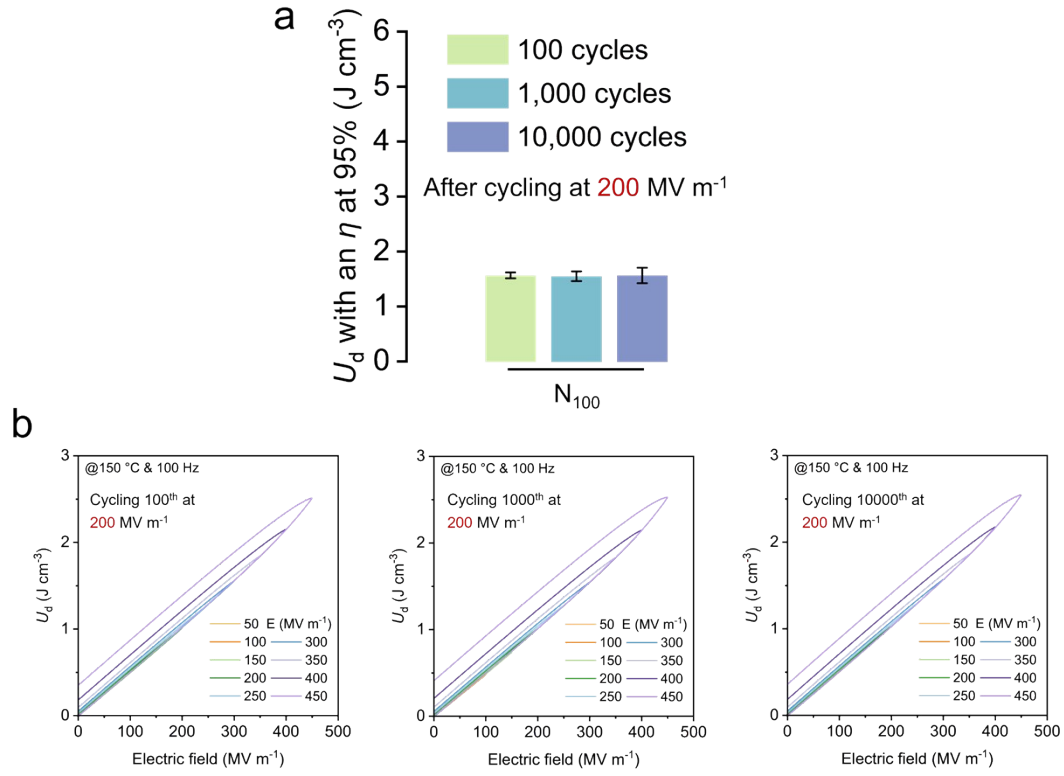 a
U_d with an η at 95% (J cm⁻³)
6
5
4
3
2
1
0
100 cycles
1,000 cycles
10,000 cycles
After cycling at 200 MV m⁻¹
N₁₀₀
b
U_d (J cm⁻³)
3
2
1
0
@150 °C & 100 Hz
Cycling 100ᵗʰ at
200 MV m⁻¹
50 E (MV m⁻¹)
100 300
150 350
200 400
250 450
0 100 200 300 400 500
Electric field (MV m⁻¹)
U_d (J cm⁻³)
3
2
1
0
@150 °C & 100 Hz
Cycling 1000ᵗʰ at
200 MV m⁻¹
50 E (MV m⁻¹)
100 300
150 350
200 400
250 450
0 100 200 300 400 500
Electric field (MV m⁻¹)
U_d (J cm⁻³)
3
2
1
0
@150 °C & 100 Hz
Cycling 10000ᵗʰ at
200 MV m⁻¹
50 E (MV m⁻¹)
100 300
150 350
200 400
250 450
0 100 200 300 400 500
Electric field (MV m⁻¹)